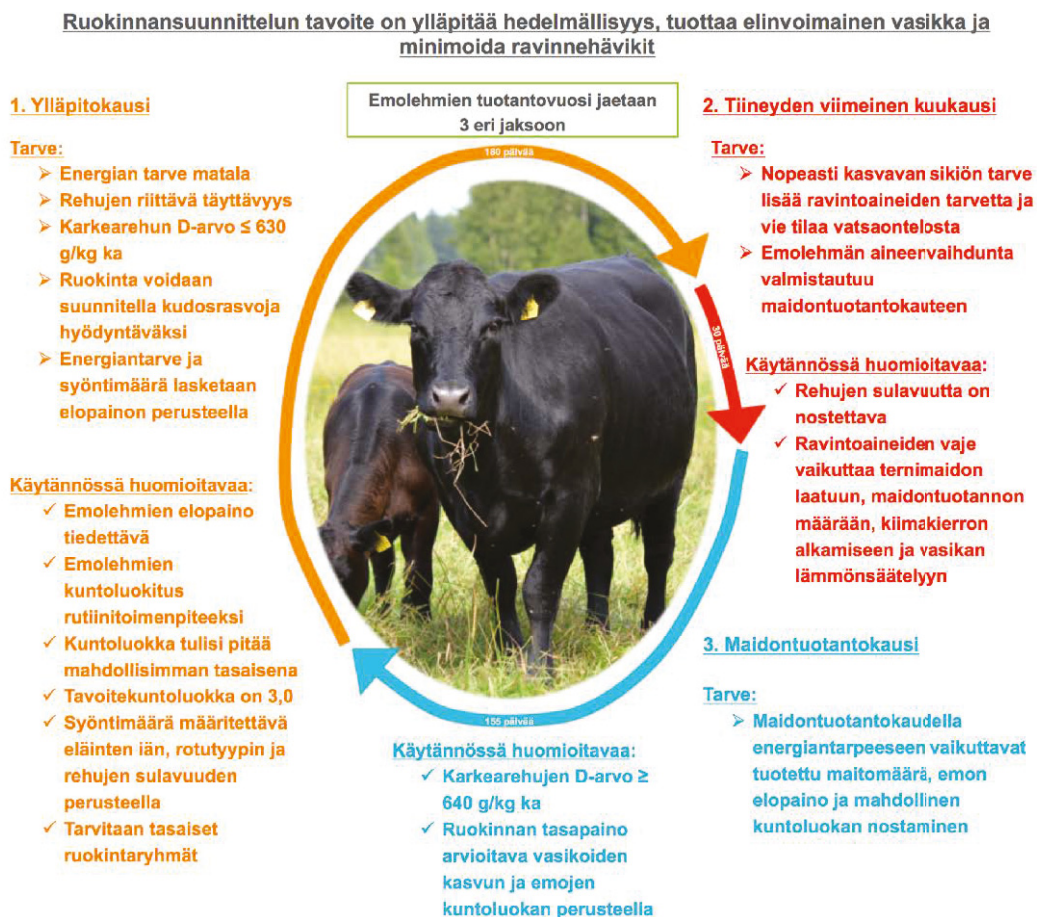 Ruokinnansuunnittelun tavoite on ylläpitää hedelmällisyys, tuottaa elinvoimainen vasikka ja
minimoida ravinnehävikit
Emolehmien tuotantovuosi jaetaan
3 eri jaksoon
1. Ylläpitokausi
Tarve:
➢ Energian tarve matala
➢ Rehujen riittävä täyttävyys
➢ Karkearehun D-arvo ≤ 630
g/kg ka
➢ Ruokinta voidaan
suunnitella kudosrasvoja
hyödyntäväksi
➢ Energiantarve ja
syöntimäärä lasketaan
elopainon perusteella
Käytännössä huomioitavaa:
✓ Emolehmien elopaino
tiedettävä
✓ Emolehmien
kuntoluokitus
rutiinitoimenpiteeksi
✓ Kuntoluokka tulisi pitää
mahdollisimman tasaisena
✓ Tavoitekuntoluokka on 3,0
✓ Syöntimäärä määritettävä
eläinten iän, rotutyypin ja
rehujen sulavuuden
perusteella
✓ Tarvitaan tasaiset
ruokintaryhmät
180 päivää
2. Tiineyden viimeinen kuukausi
Tarve:
➢ Nopeasti kasvavan sikiön tarve
lisää ravintoaineiden tarvetta ja
vie tilaa vatsaontelosta
➢ Emolehmän aineenvaihdunta
valmistautuu
maidontuotantokauteen
30 päivää
Käytännössä huomioitavaa:
✓ Rehujen sulavuutta on
nostettava
✓ Ravintoaineiden vaje
vaikuttaa ternimaidon
laatuun, maidontuotannon
määrään, kiimakierron
alkamiseen ja vasikan
lämmönsäätelyyn
3. Maidontuotantokausi
Tarve:
➢ Maidontuotantokaudella
energiantarpeeseen vaikuttavat
tuotettu maitomäärä, emon
elopaino ja mahdollinen
kuntoluokan nostaminen
155 päivää
Käytännössä huomioitavaa:
✓ Karkearehujen D-arvo ≥
640 g/kg ka
✓ Ruokinnan tasapaino
arvioitava vasikoiden
kasvun ja emojen
kuntoluokan perusteella